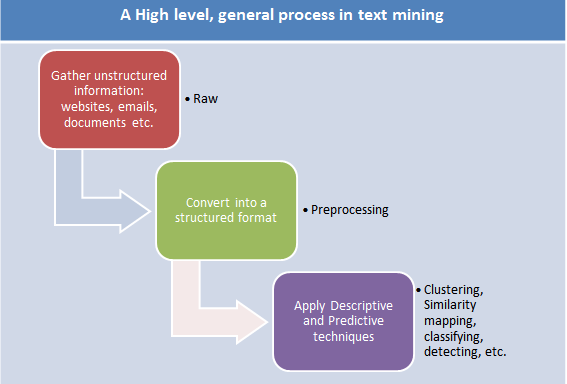 A High level, general process in text mining
Gather unstructured
information:
websites, emails,
documents etc.
• Raw
Convert into a
structured format
• Preprocessing
Apply Descriptive
and Predictive
techniques
• Clustering,
Similarity
mapping,
classifying,
detecting, etc.